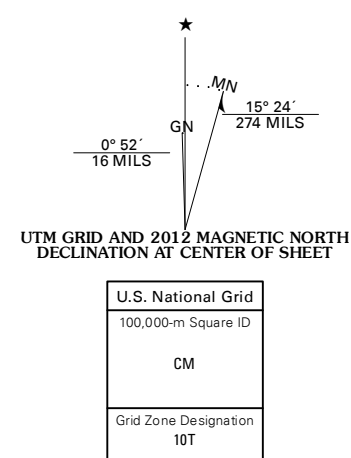 ★
MN
15° 24´
274 MILS
GN
0° 52´
16 MILS
UTM GRID AND 2012 MAGNETIC NORTH
DECLINATION AT CENTER OF SHEET
U.S. National Grid
100,000-m Square ID
CM
Grid Zone Designation
10T